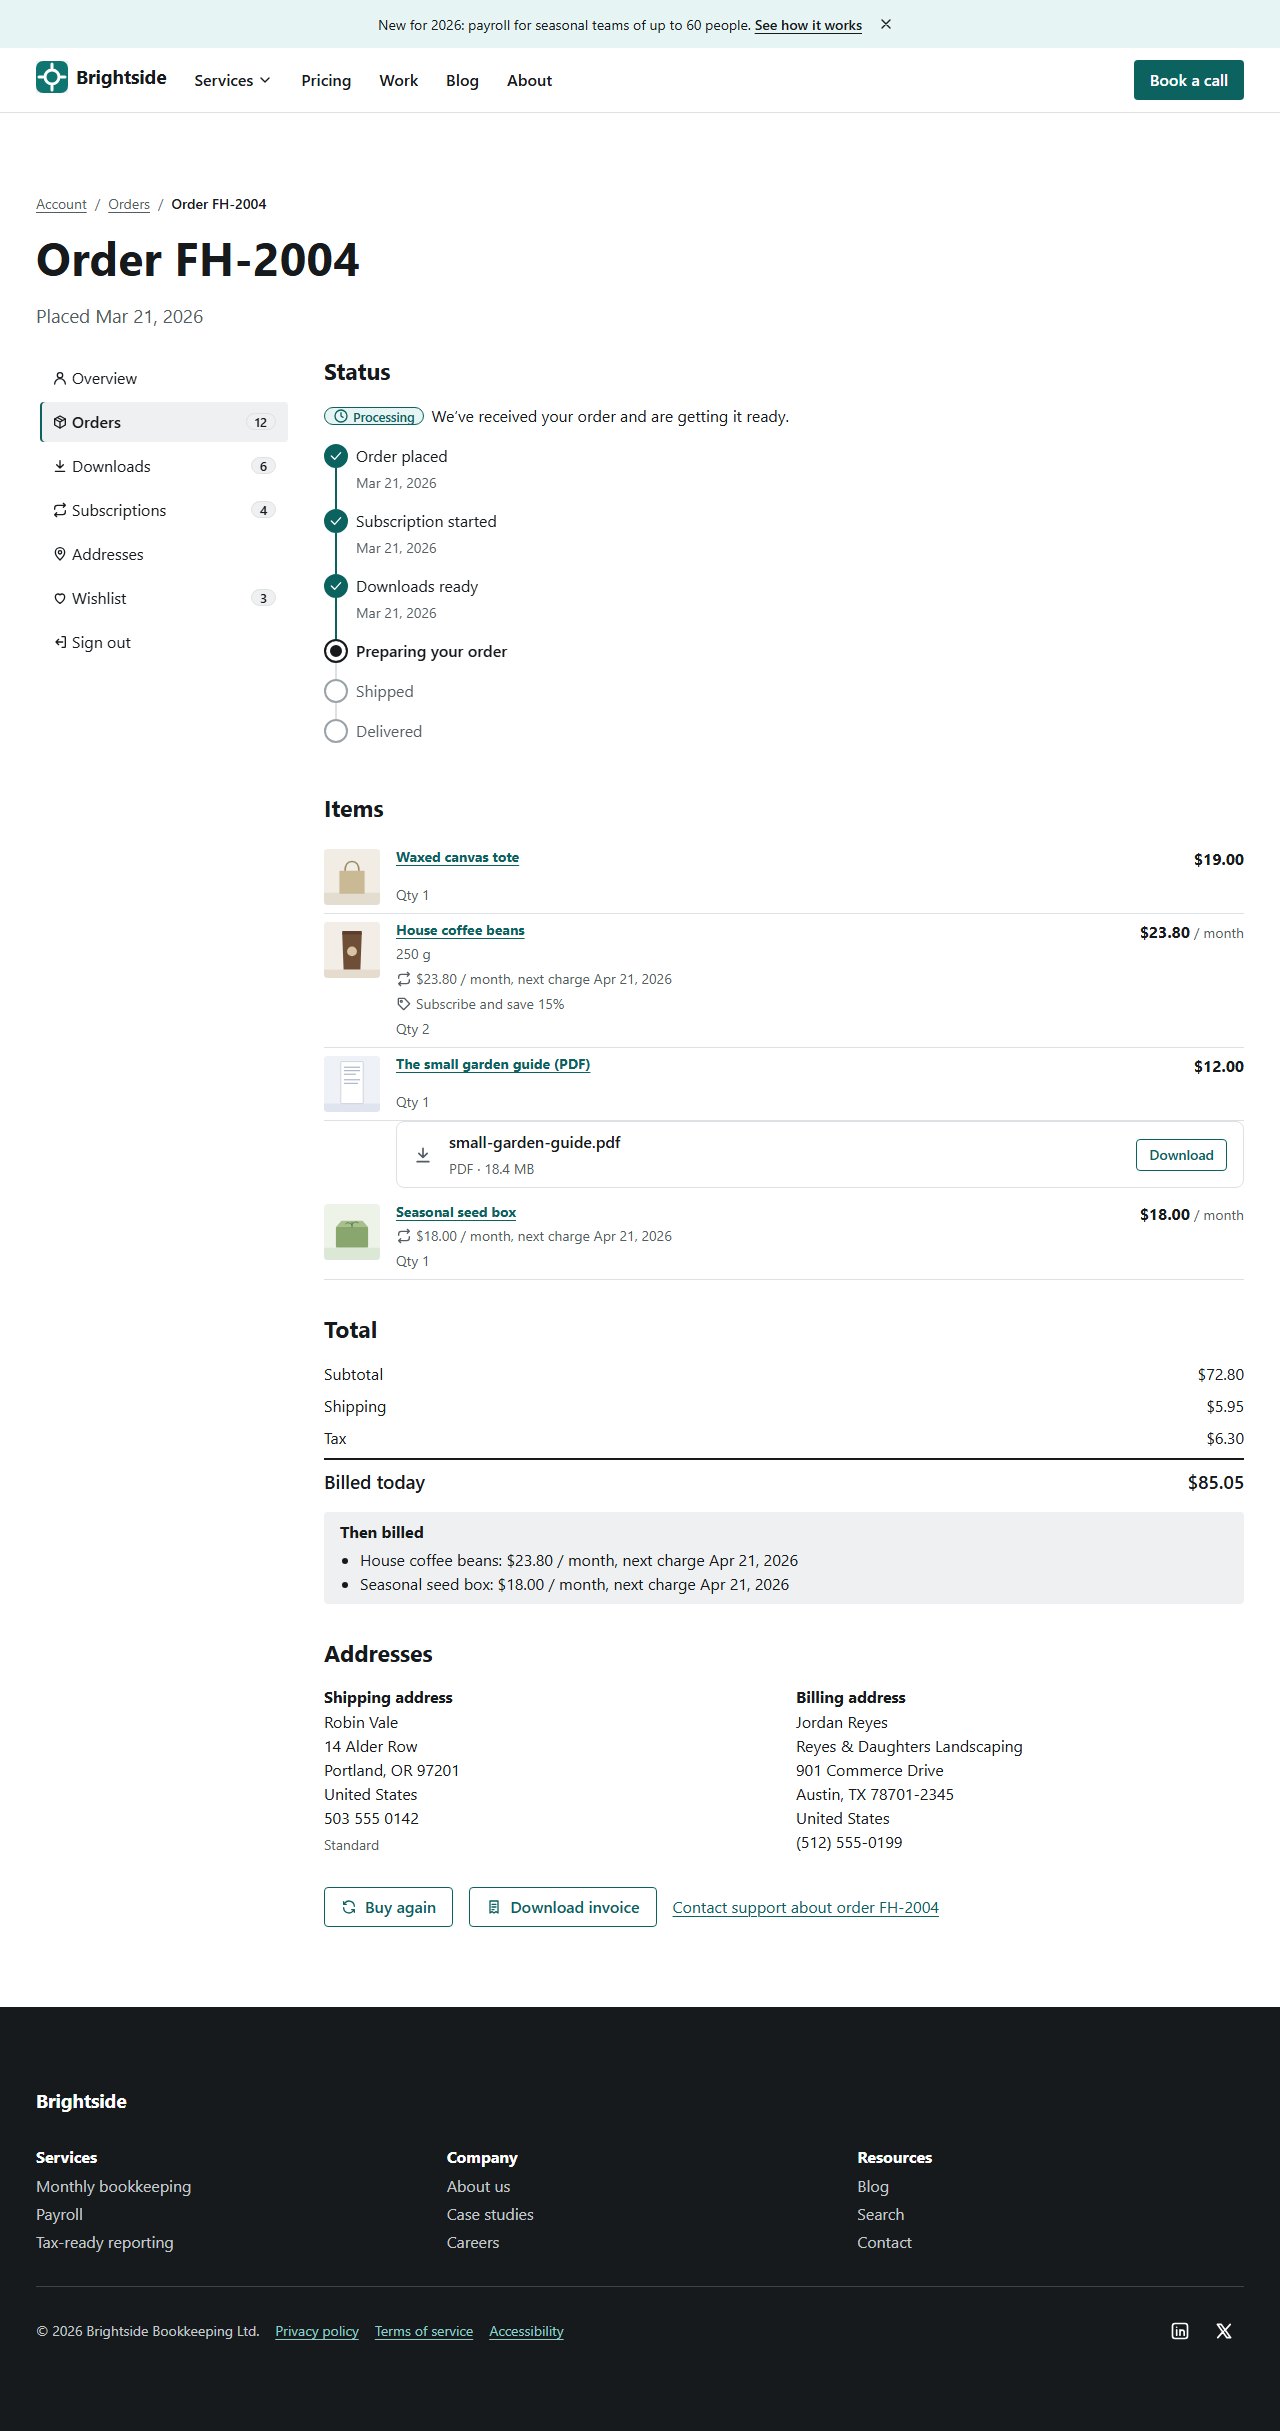 New for 2026: payroll for seasonal teams of up to 60 people. See how it works
Brightside
Services
Pricing
Work
Blog
About
Book a call
Account / Orders / Order FH-2004
Order FH-2004
Placed Mar 21, 2026
Overview
Orders 12
Downloads 6
Subscriptions 4
Addresses
Wishlist 3
Sign out
Status
Processing We’ve received your order and are getting it ready.
Order placed
Mar 21, 2026
Subscription started
Mar 21, 2026
Downloads ready
Mar 21, 2026
Preparing your order
Shipped
Delivered
Items
Waxed canvas tote $19.00
Qty 1
House coffee beans $23.80 / month
250 g
$23.80 / month, next charge Apr 21, 2026
Subscribe and save 15%
Qty 2
The small garden guide (PDF) $12.00
Qty 1
small-garden-guide.pdf
PDF · 18.4 MB
Download
Seasonal seed box $18.00 / month
$18.00 / month, next charge Apr 21, 2026
Qty 1
Total
Subtotal $72.80
Shipping $5.95
Tax $6.30
Billed today $85.05
Then billed
• House coffee beans: $23.80 / month, next charge Apr 21, 2026
• Seasonal seed box: $18.00 / month, next charge Apr 21, 2026
Addresses
Shipping address
Robin Vale
14 Alder Row
Portland, OR 97201
United States
503 555 0142
Standard
Billing address
Jordan Reyes
Reyes & Daughters Landscaping
901 Commerce Drive
Austin, TX 78701-2345
United States
(512) 555-0199
Buy again
Download invoice
Contact support about order FH-2004
Brightside
Services
Monthly bookkeeping
Payroll
Tax-ready reporting
Company
About us
Case studies
Careers
Resources
Blog
Search
Contact
© 2026 Brightside Bookkeeping Ltd. Privacy policy Terms of service Accessibility